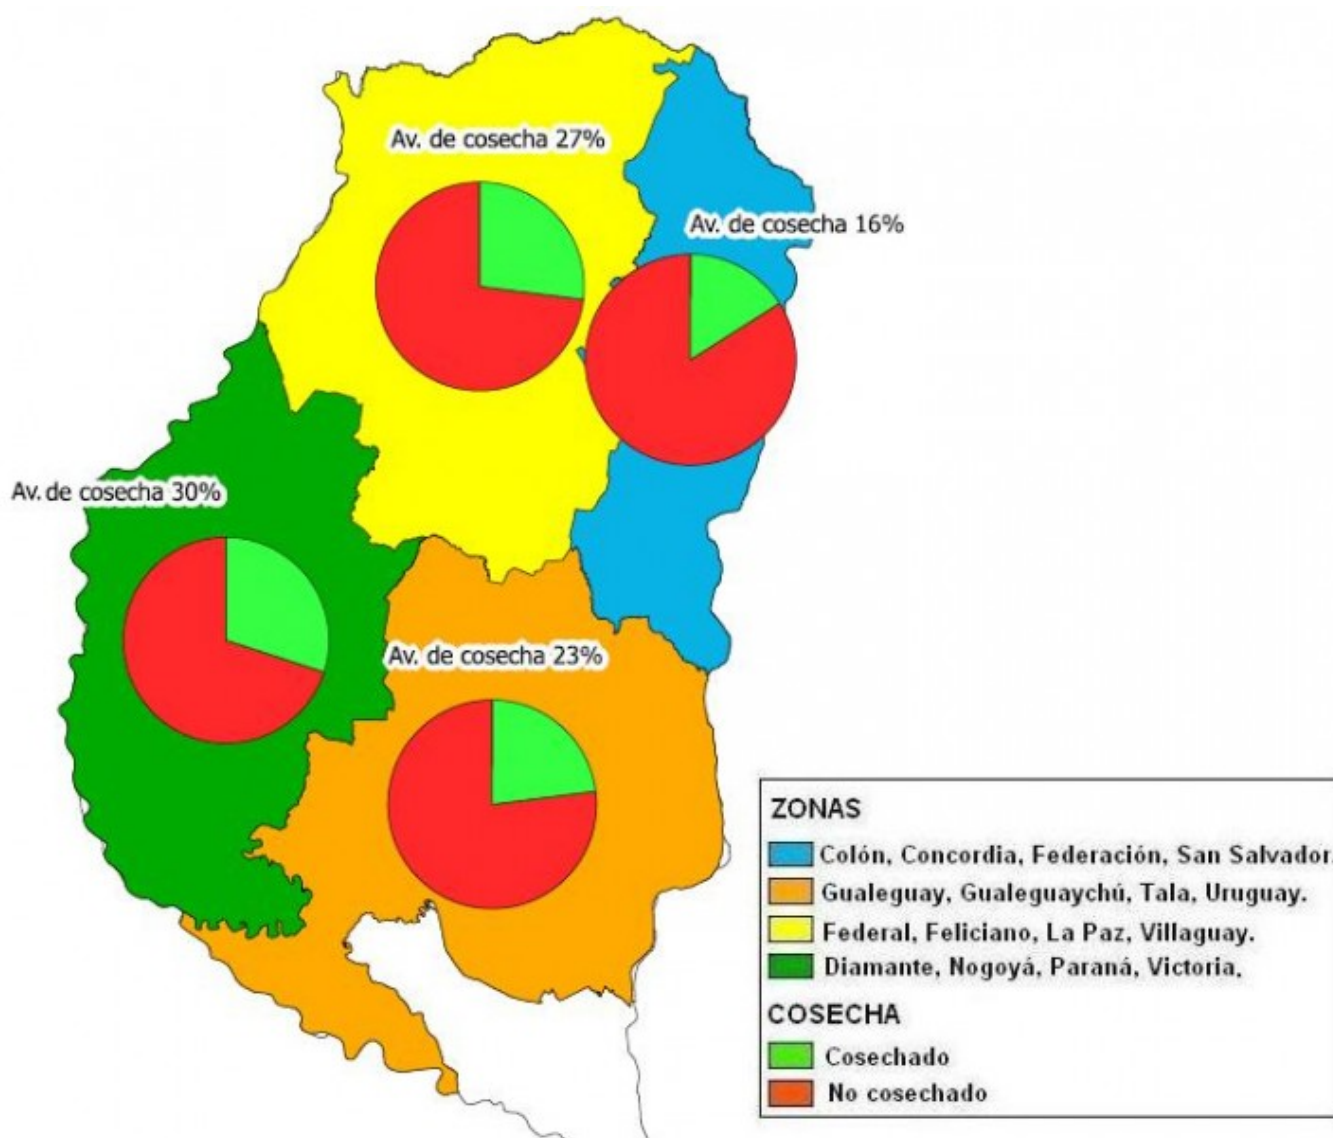 Av. de cosecha 27%
Av. de cosecha 16%
Av. de cosecha 30%
Av. de cosecha 23%
ZONAS
Colón, Concordia, Federación, San Salvador.
Gualeguay, Gualeguaychú, Tala, Uruguay.
Federal, Feliciano, La Paz, Villaguay.
Diamante, Nogoyá, Paraná, Victoria.
COSECHA
Cosechado
No cosechado